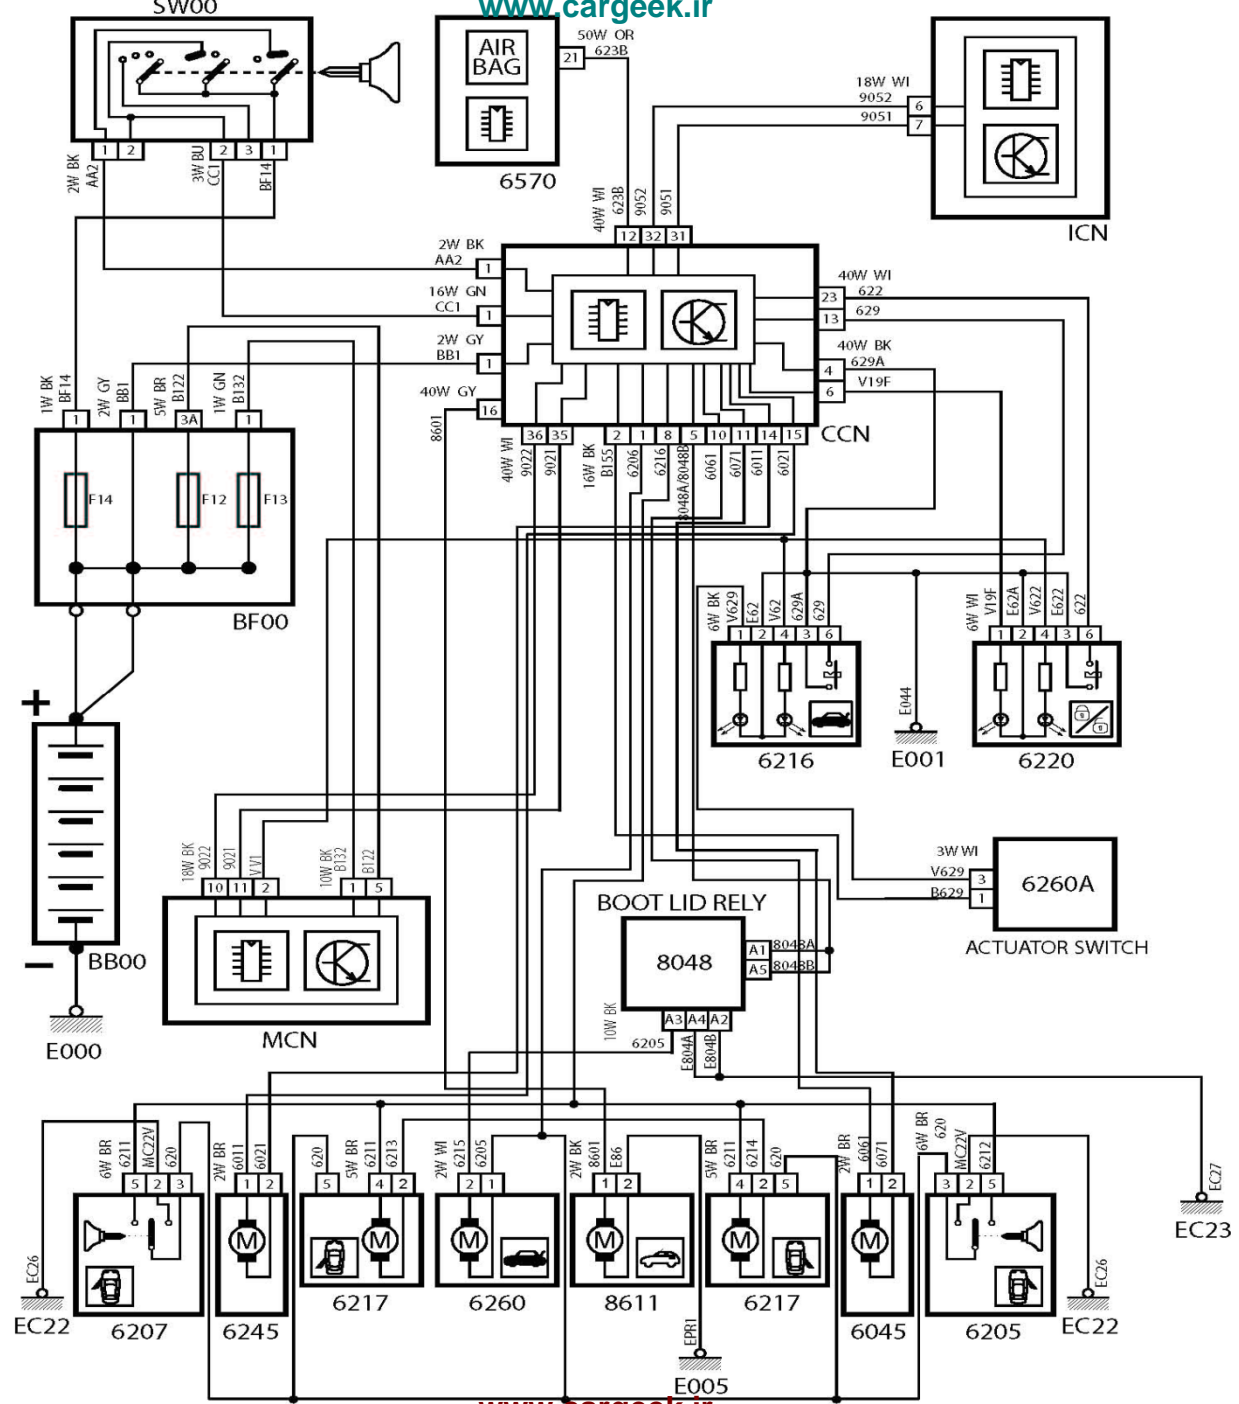 SW00
www.cargeek.ir
50W OR
623B
AIR
BAG
21
18W WI
9052
6
9051
7
1
2
2
3
1
2W BK
AA2
3W BU
CC1
BF14
6570
40W WI
623B
9052
9051
ICN
12
32
31
2W BK
AA2
1
16W GN
CC1
1
2W GY
BB1
1
40W GY
16
8601
40W WI
23
622
13
629
40W BK
4
629A
6
V19F
CCN
1W BK
BF14
2W GY
BB1
5W BR
B122
1W GN
B132
1
1
3A
1
36
35
2
1
8
5
10
11
14
15
40W WI
9022
9021
16W BK
B155
6206
6216
8048A/8048B
6061
6071
6011
6021
F14
F12
F13
BF00
6W BK
V629
E62
V62
629A
629
1
2
4
3
6
6W WI
V19F
E62A
V622
E622
622
1
2
4
3
6
E044
6216
E001
6220
+
−
BB00
E000
18W BK
9022
9021
VV1
10W BK
B132
B122
10
11
2
1
5
MCN
3W WI
V629
3
B629
1
6260A
ACTUATOR SWITCH
BOOT LID RELY
8048
A1
8048A
A5
8048B
10W BK
A3
A4
A2
6205
E804A
E804B
6W BR
6211
MC22V
620
2W BR
6011
6021
620
5W BR
6211
6213
2W WI
6215
6205
2W BK
8601
E86
5W BR
6211
6214
620
2W BR
6061
6071
6W BR
620
MC22V
6212
5
2
3
1
2
5
4
2
2
1
1
2
4
2
5
1
2
3
2
5
M
M
M
M
M
M
EC26
EC22
6207
6245
6217
6260
8611
6217
6045
6205
EC26
EC22
EC27
EC23
EPR1
E005
www.cargeek.ir